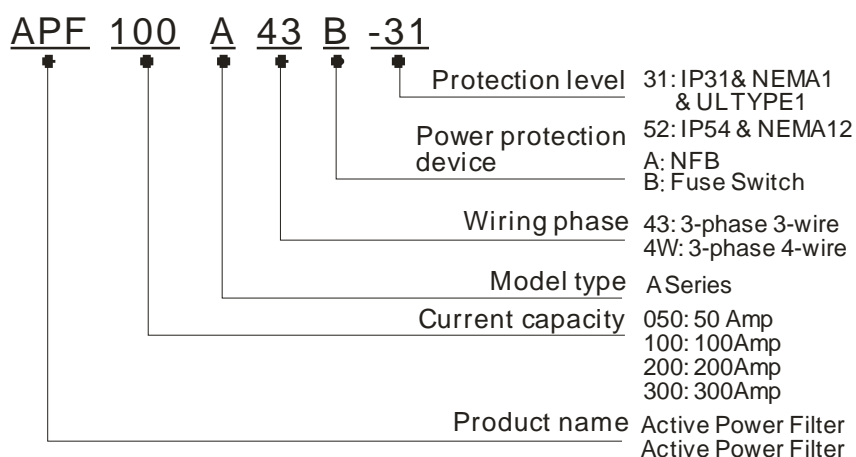 APF 100 A 43 B -31
Protection level 31: IP31& NEMA1
& UL TYPE1
52: IP54 & NEMA12
Power protection
device
A: NFB
B: Fuse Switch
Wiring phase 43: 3-phase 3-wire
4W: 3-phase 4-wire
Model type A Series
Current capacity 050: 50 Amp
100: 100Amp
200: 200Amp
300: 300Amp
Product name Active Power Filter
Active Power Filter